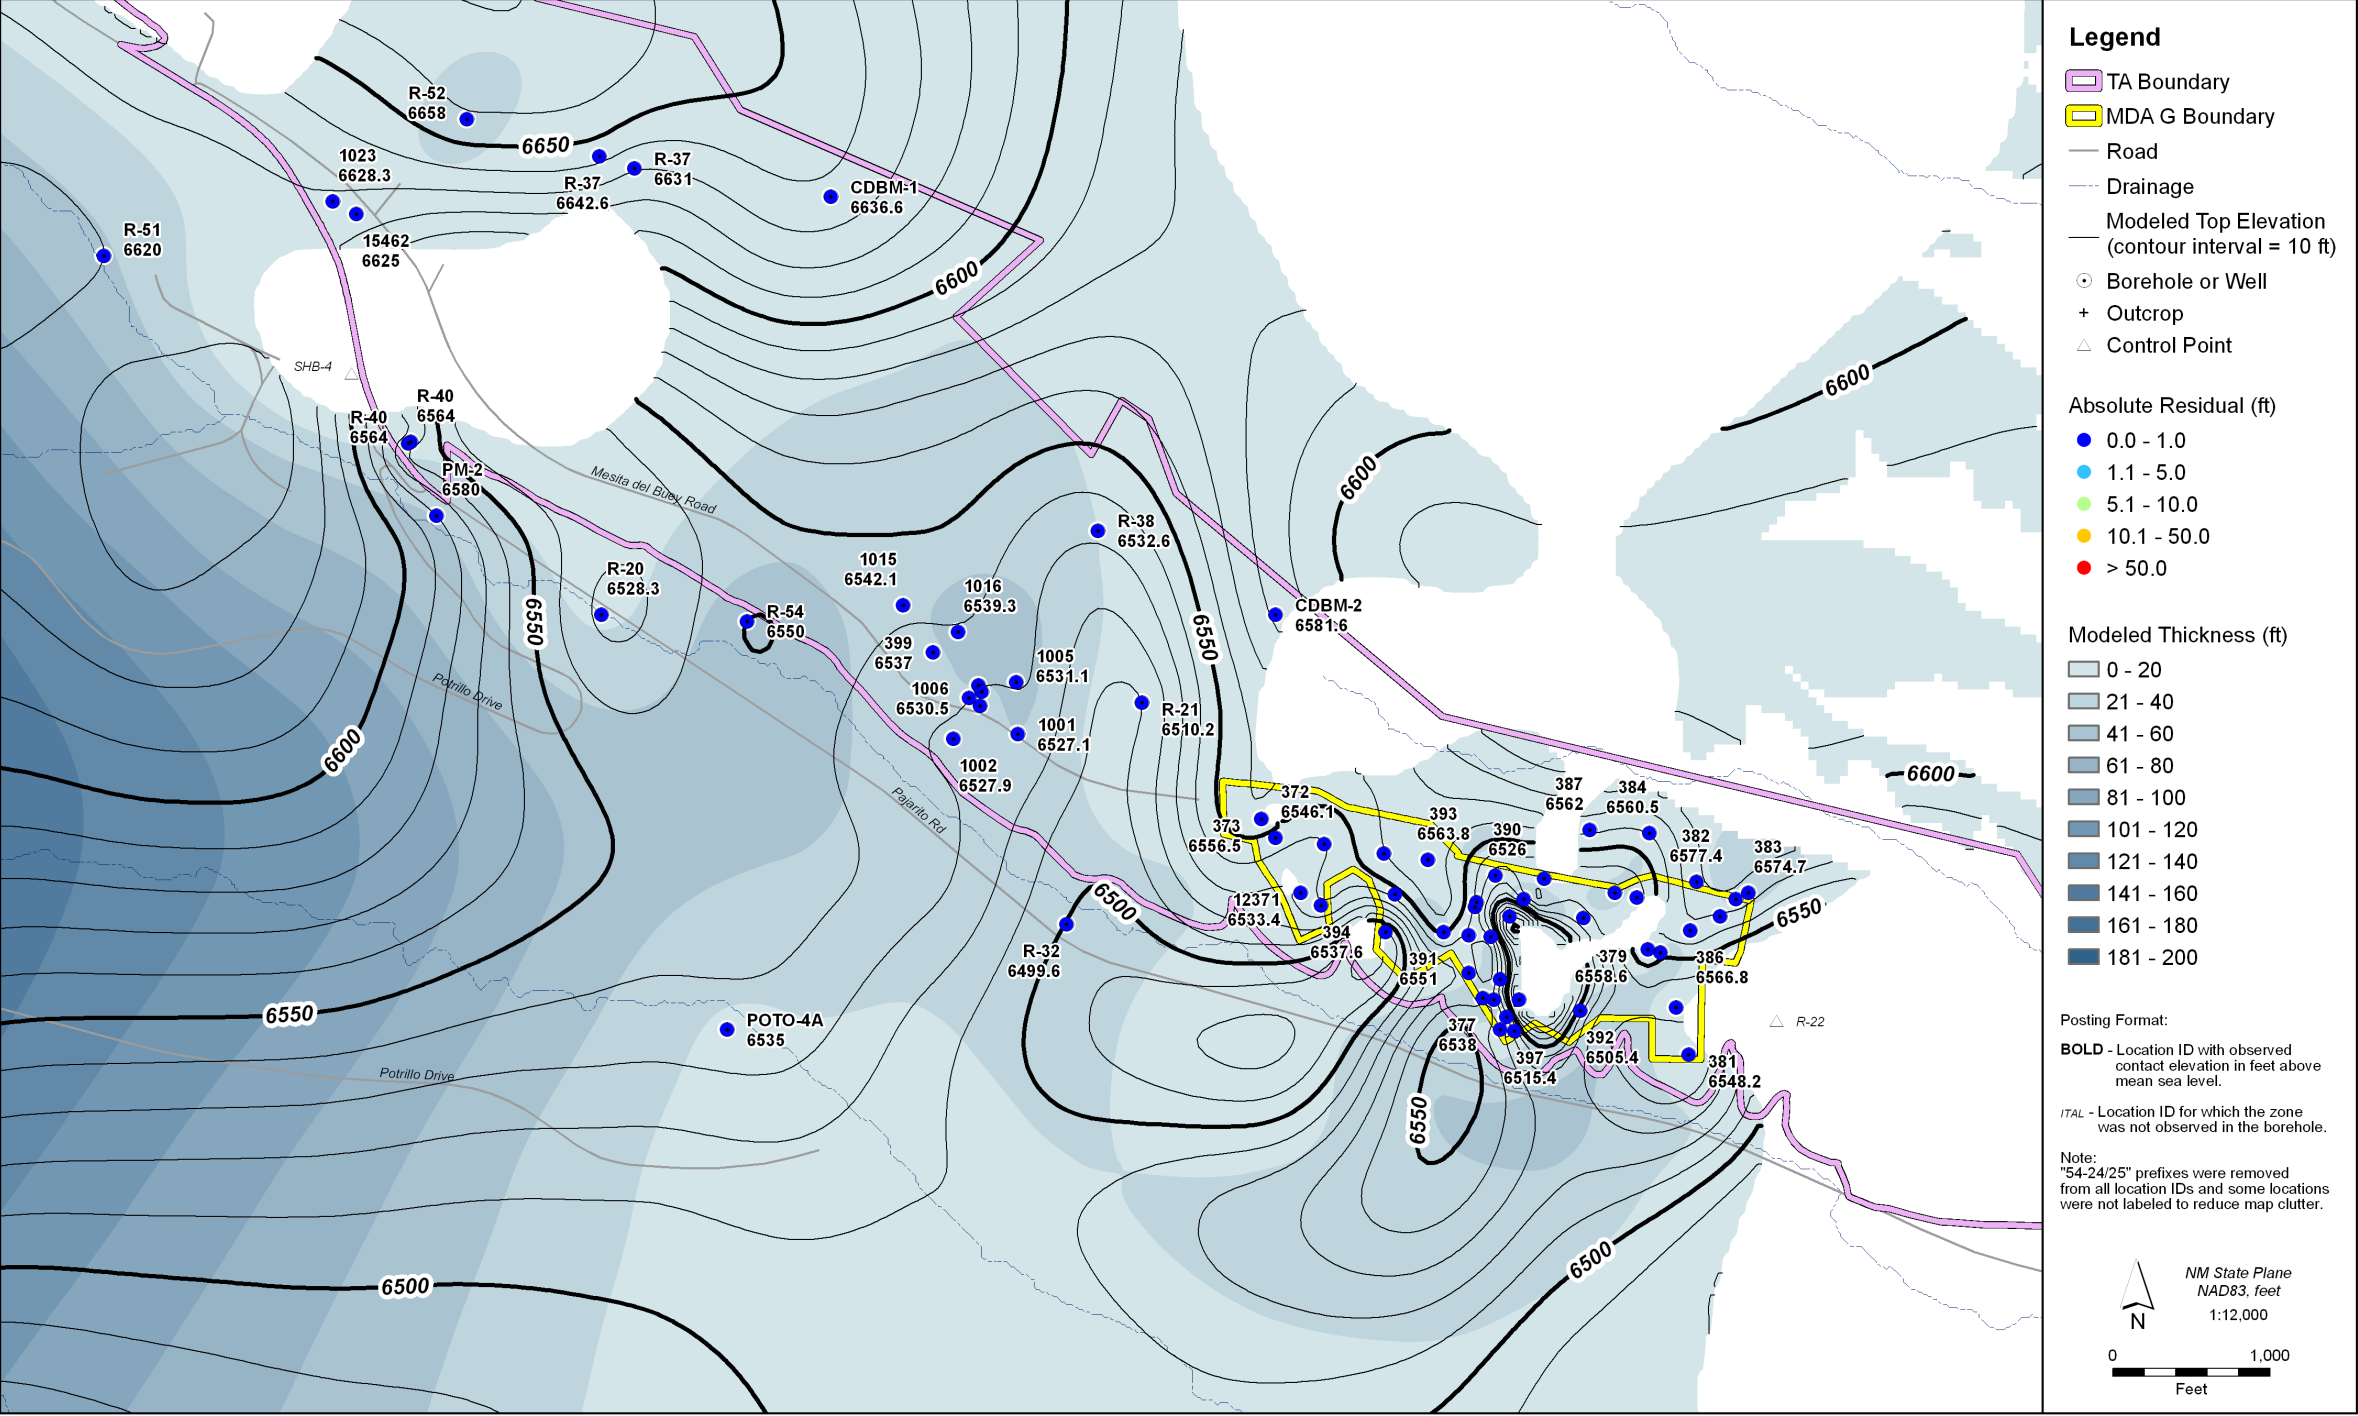 R-52
6658
6650
1023
6628.3
R-37
6631
R-37
6642.6
CDBM-1
6636.6
R-51
6620
15462
6625
6600
SHB-4
R-40
6564
R-40
6564
PM-2
6580
Mesita del Buey Road
6600
6600
R-38
6532.6
1015
6542.1
1016
6539.3
R-20
6528.3
R-54
6550
6550
6550
CDBM-2
6581.6
399
6537
1005
6531.1
1006
6530.5
Potrillo Drive
R-21
6510.2
1001
6527.1
6600
1002
6527.9
6600
Pajarito Rd
372
6546.1
387
6562
384
6560.5
373
6556.5
393
6563.8
390
6526
382
6577.4
383
6574.7
6500
12371
6533.4
6550
394
6537.6
R-32
6499.6
391
6551
379
6558.6
386
6566.8
6550
POTO-4A
6535
377
6538
392
6505.4
R-22
397
6515.4
381
6548.2
Potrillo Drive
6550
6500
6500
Legend
TA Boundary
MDA G Boundary
Road
Drainage
Modeled Top Elevation
(contour interval = 10 ft)
Borehole or Well
Outcrop
Control Point
Absolute Residual (ft)
0.0 - 1.0
1.1 - 5.0
5.1 - 10.0
10.1 - 50.0
> 50.0
Modeled Thickness (ft)
0 - 20
21 - 40
41 - 60
61 - 80
81 - 100
101 - 120
121 - 140
141 - 160
161 - 180
181 - 200
Posting Format:
BOLD - Location ID with observed
contact elevation in feet above
mean sea level.
ITAL - Location ID for which the zone
was not observed in the borehole.
Note:
"54-24/25" prefixes were removed
from all location IDs and some locations
were not labeled to reduce map clutter.
N
NM State Plane
NAD83, feet
1:12,000
0 1,000
Feet